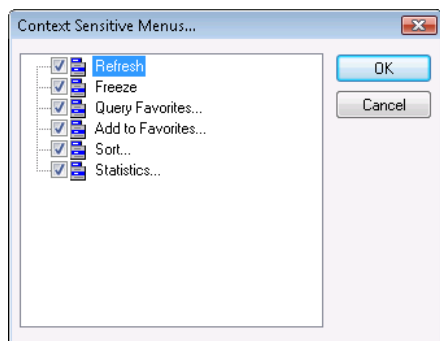 Context Sensitive Menus...
Refresh
Freeze
Query Favorites...
Add to Favorites...
Sort...
Statistics...
OK
Cancel